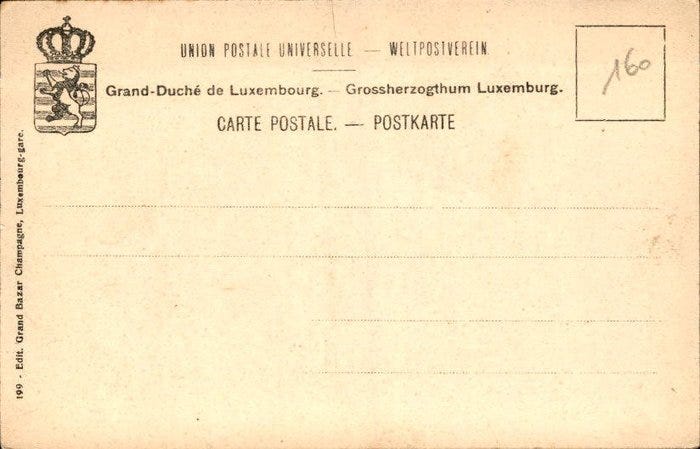 UNION POSTALE UNIVERSELLE — WELTPOSTVEREIN
Grand-Duché de Luxembourg. — Grossherzogthum Luxemburg.
CARTE POSTALE. — POSTKARTE
160
199 - Edit. Grand Bazar Champagne, Luxembourg-gare.